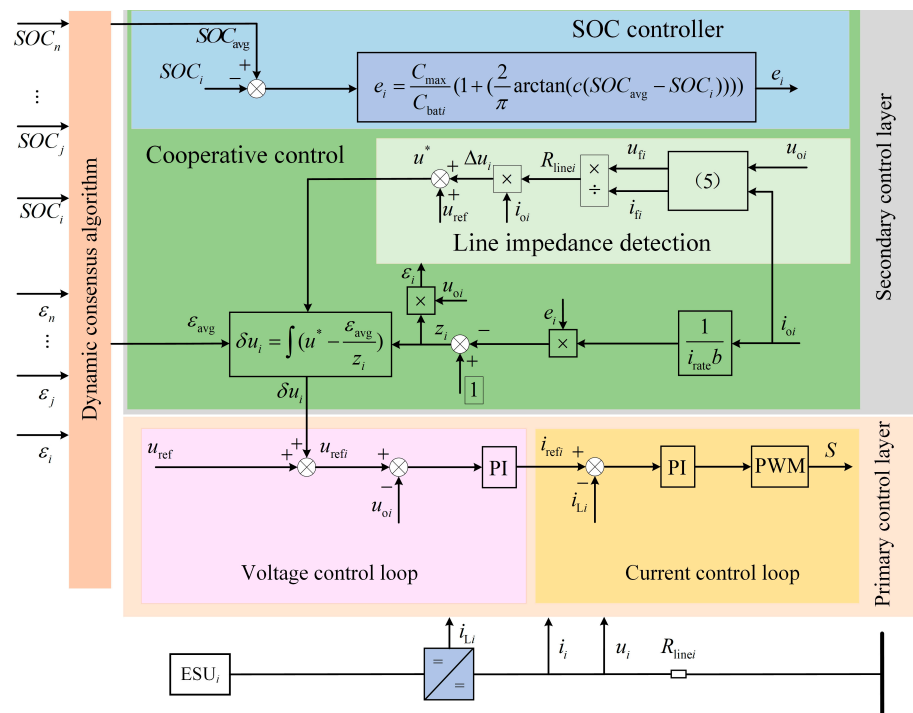 SOC_n
⋮
SOC_j
SOC_i
ε_n
⋮
ε_j
ε_i
Dynamic consensus algorithm
SOC controller
SOC_avg
SOC_i
+
−
e_i = C_max/C_bati (1+(2/π arctan(c(SOC_avg − SOC_i))))
e_i
Secondary control layer
Cooperative control
u^*
+
+
u_ref
Δu_i
×
i_oi
R_linei
×
÷
u_fi
i_fi
(5)
u_oi
Line impedance detection
ε_i
×
u_oi
ε_avg
δu_i = ∫(u^* − ε_avg/z_i)
z_i
−
+
1
e_i
×
1/(i_rate b)
i_oi
δu_i
Primary control layer
u_ref
+
+
u_refi
+
−
u_oi
PI
i_refi
+
−
i_Li
PI
PWM
S
Voltage control loop
Current control loop
ESU_i
=
=
i_Li
i_i
u_i
R_linei